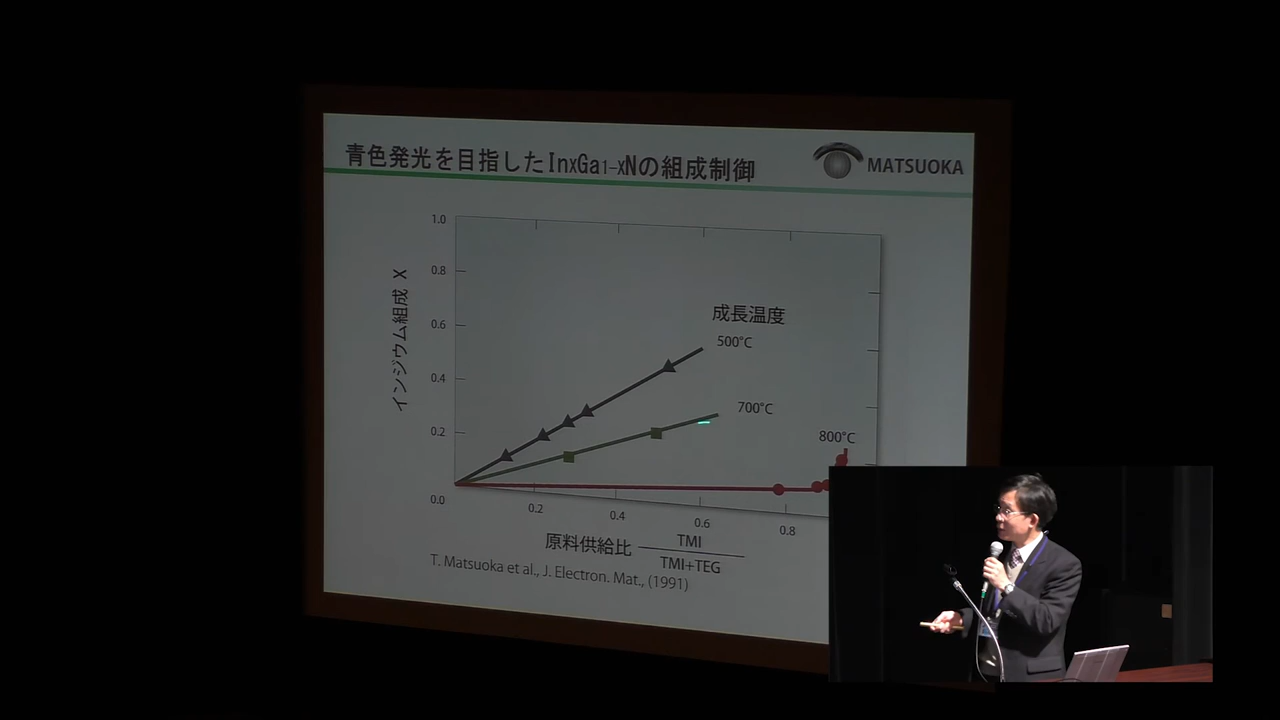 青色発光を目指したInxGa1-xNの組成制御
MATSUOKA
インジウム組成 X
1.0
0.8
0.6
0.4
0.2
0.0
成長温度
500°C
700°C
800°C
0.2
0.4
0.6
0.8
原料供給比
TMI
TMI+TEG
T. Matsuoka et al., J. Electron. Mat., (1991)